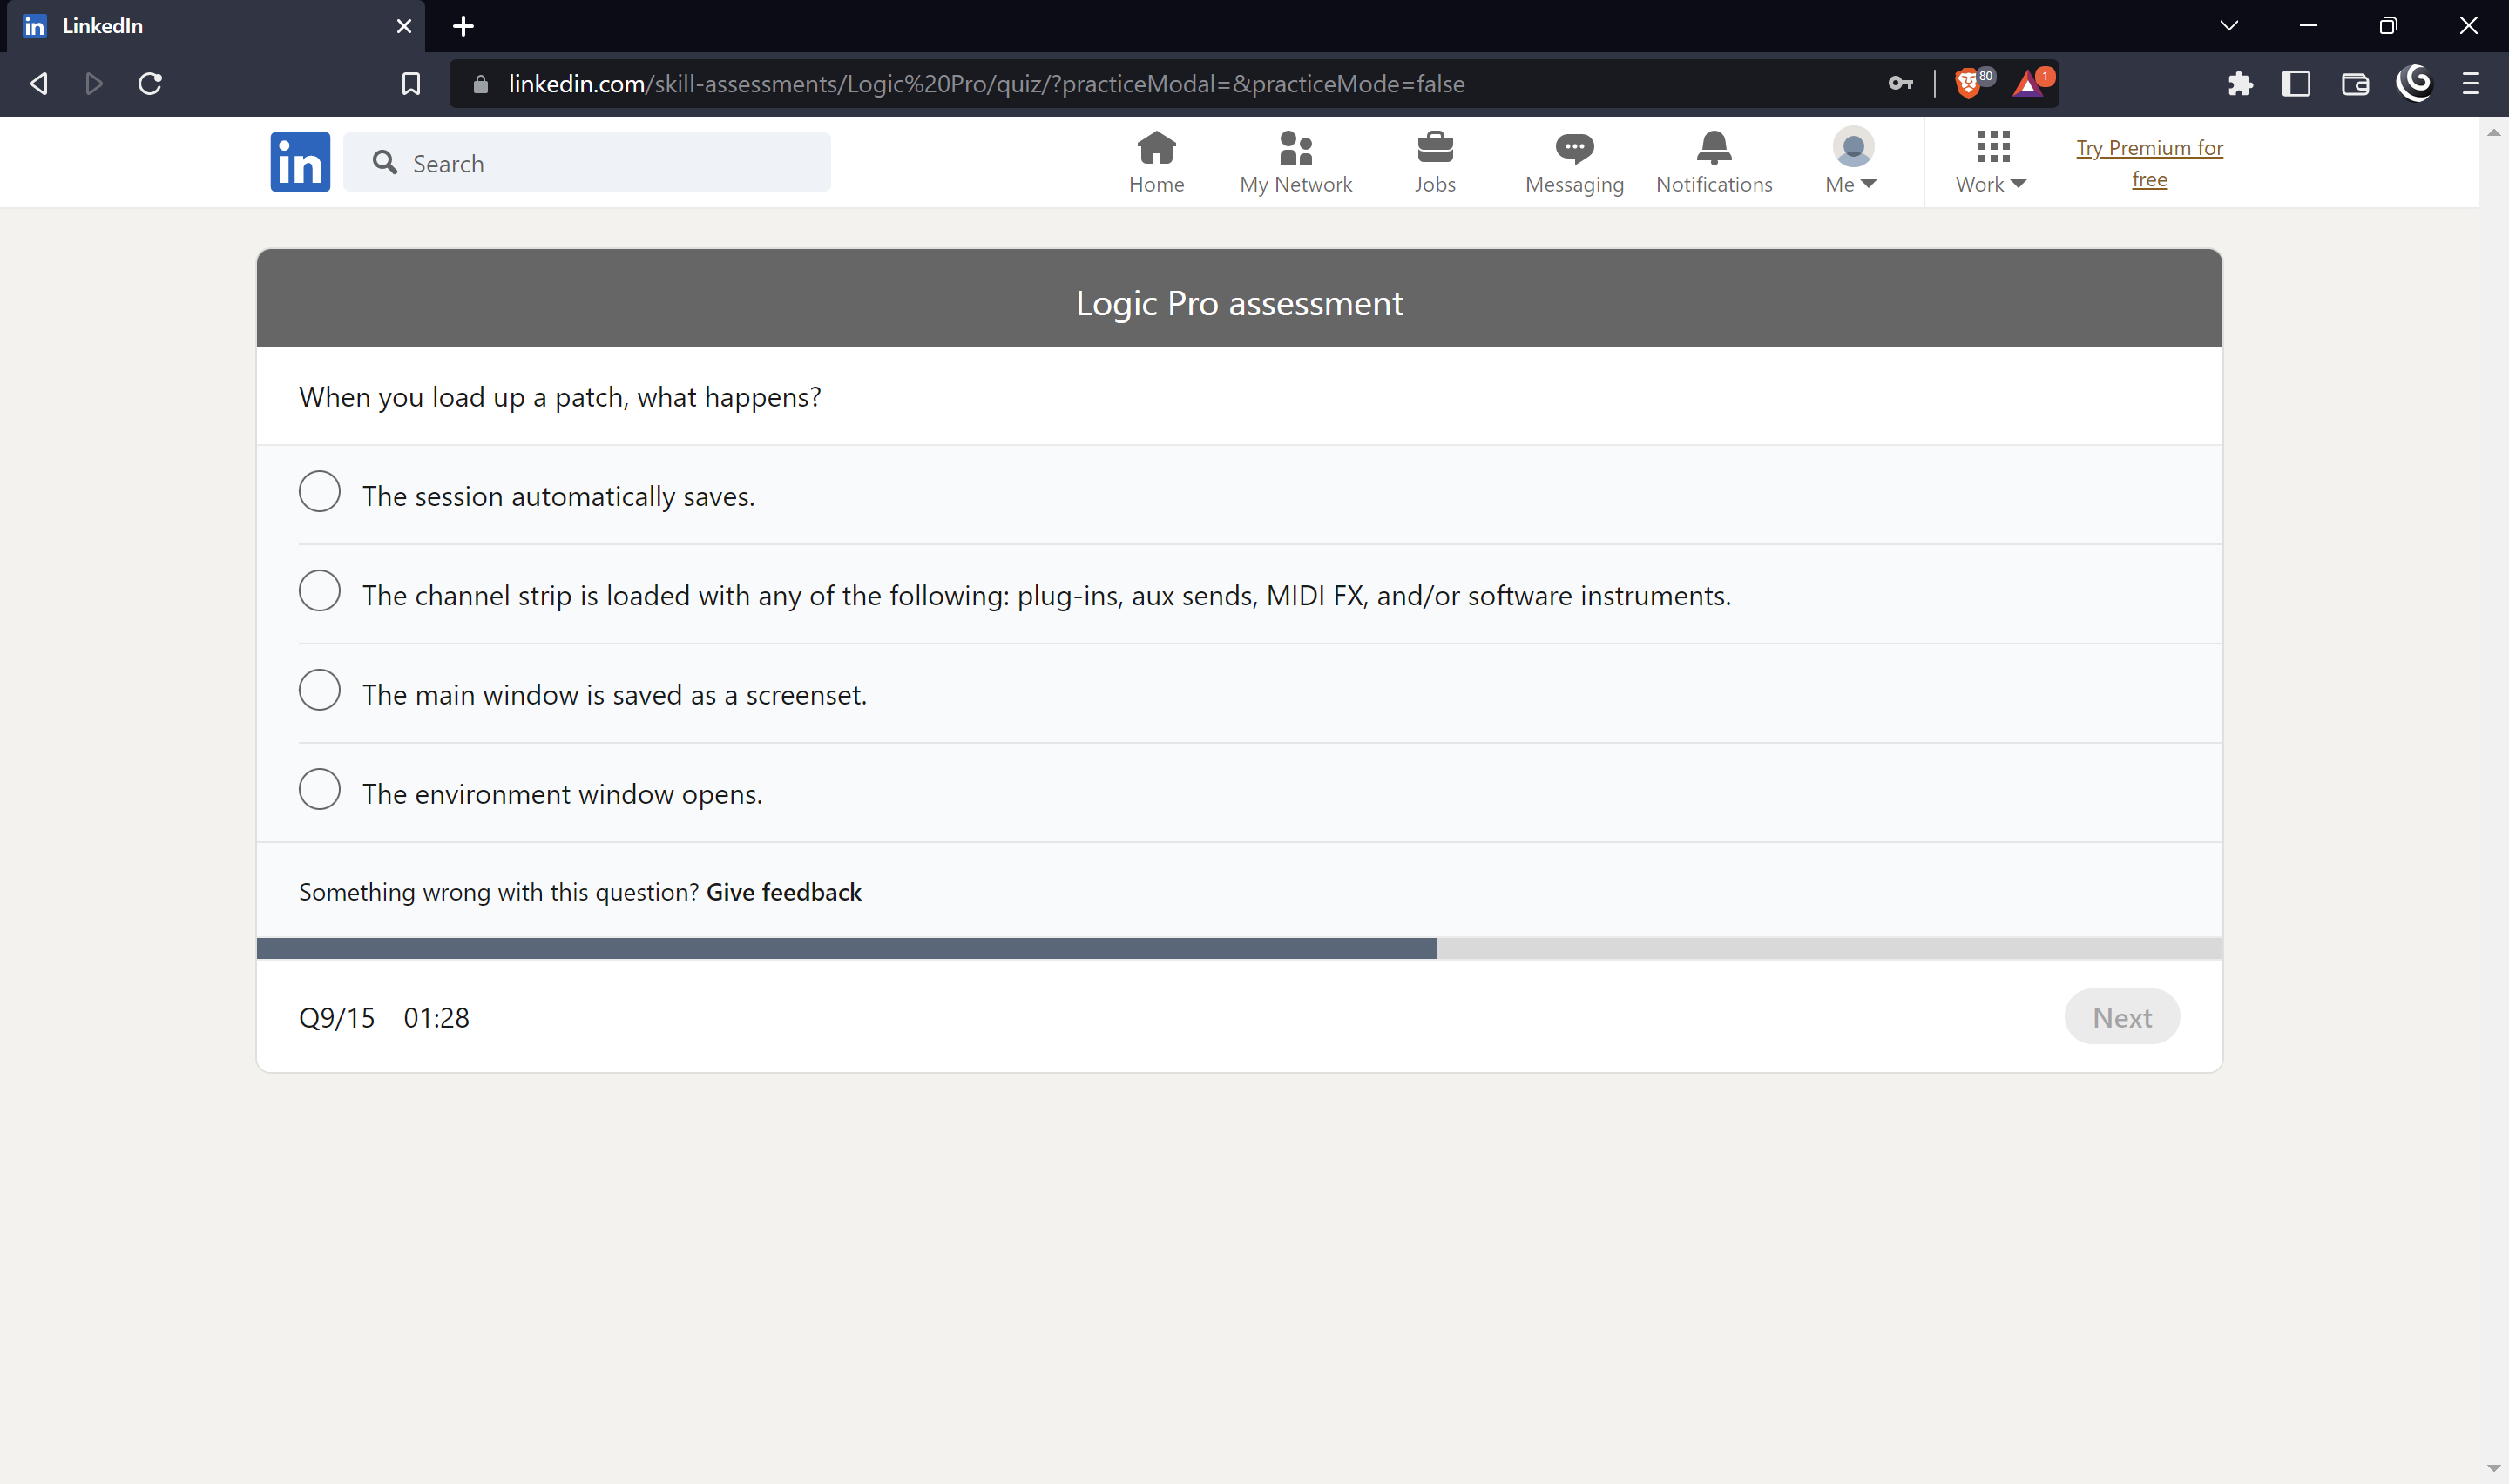 in LinkedIn
linkedin.com/skill-assessments/Logic%20Pro/quiz/?practiceModal=&practiceMode=false
80
1
in
Search
Home
My Network
Jobs
Messaging
Notifications
Me
Work
Try Premium for
free
Logic Pro assessment
When you load up a patch, what happens?
The session automatically saves.
The channel strip is loaded with any of the following: plug-ins, aux sends, MIDI FX, and/or software instruments.
The main window is saved as a screenset.
The environment window opens.
Something wrong with this question? Give feedback
Q9/15 01:28
Next